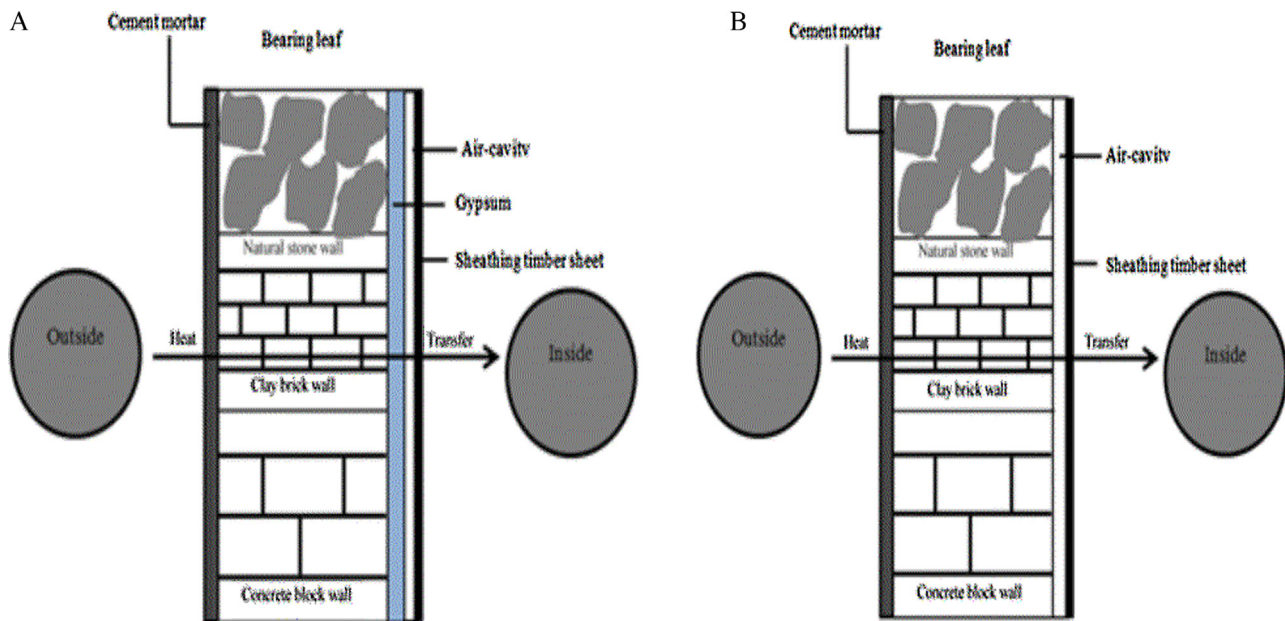 A
Cement mortar
Bearing leaf
Air-cavity
Gypsum
Natural stone wall
Sheathing timber sheet
Outside
Heat
Transfer
Inside
Clay brick wall
Concrete block wall
B
Cement mortar
Bearing leaf
Air-cavity
Natural stone wall
Sheathing timber sheet
Outside
Heat
Transfer
Inside
Clay brick wall
Concrete block wall